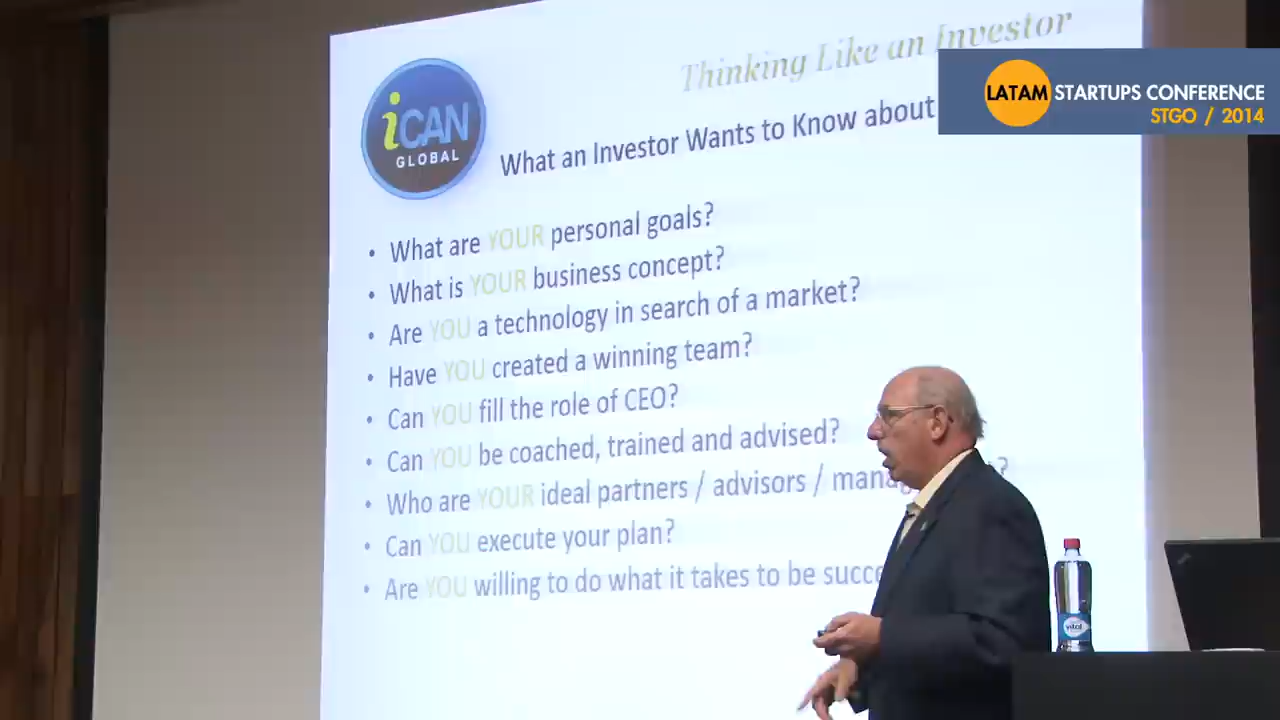 Thinking Like an Investor
LATAM STARTUPS CONFERENCE
STGO / 2014
iCAN
GLOBAL
What an Investor Wants to Know about
• What are YOUR personal goals?
• What is YOUR business concept?
• Are YOU a technology in search of a market?
• Have YOU created a winning team?
• Can YOU fill the role of CEO?
• Can YOU be coached, trained and advised?
• Who are YOUR ideal partners / advisors / manag ?
• Can YOU execute your plan?
• Are YOU willing to do what it takes to be succe
vital